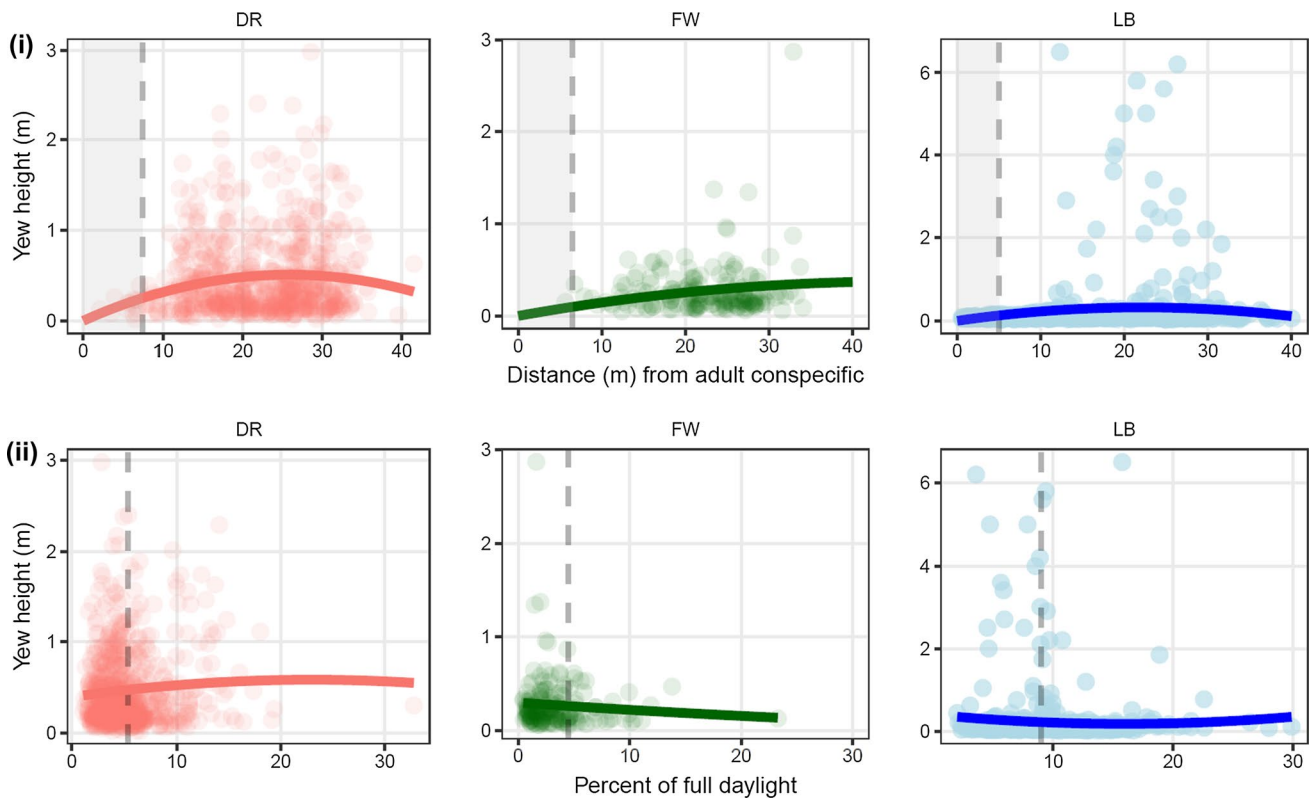 DR FW LB
(i)
Yew height (m)
3 2 1 0
3 2 1 0
6 4 2 0
0 10 20 30 40
0 10 20 30 40
0 10 20 30 40
Distance (m) from adult conspecific
DR FW LB
(ii)
Yew height (m)
3 2 1 0
3 2 1 0
6 4 2 0
0 10 20 30
0 10 20 30
10 20 30
Percent of full daylight